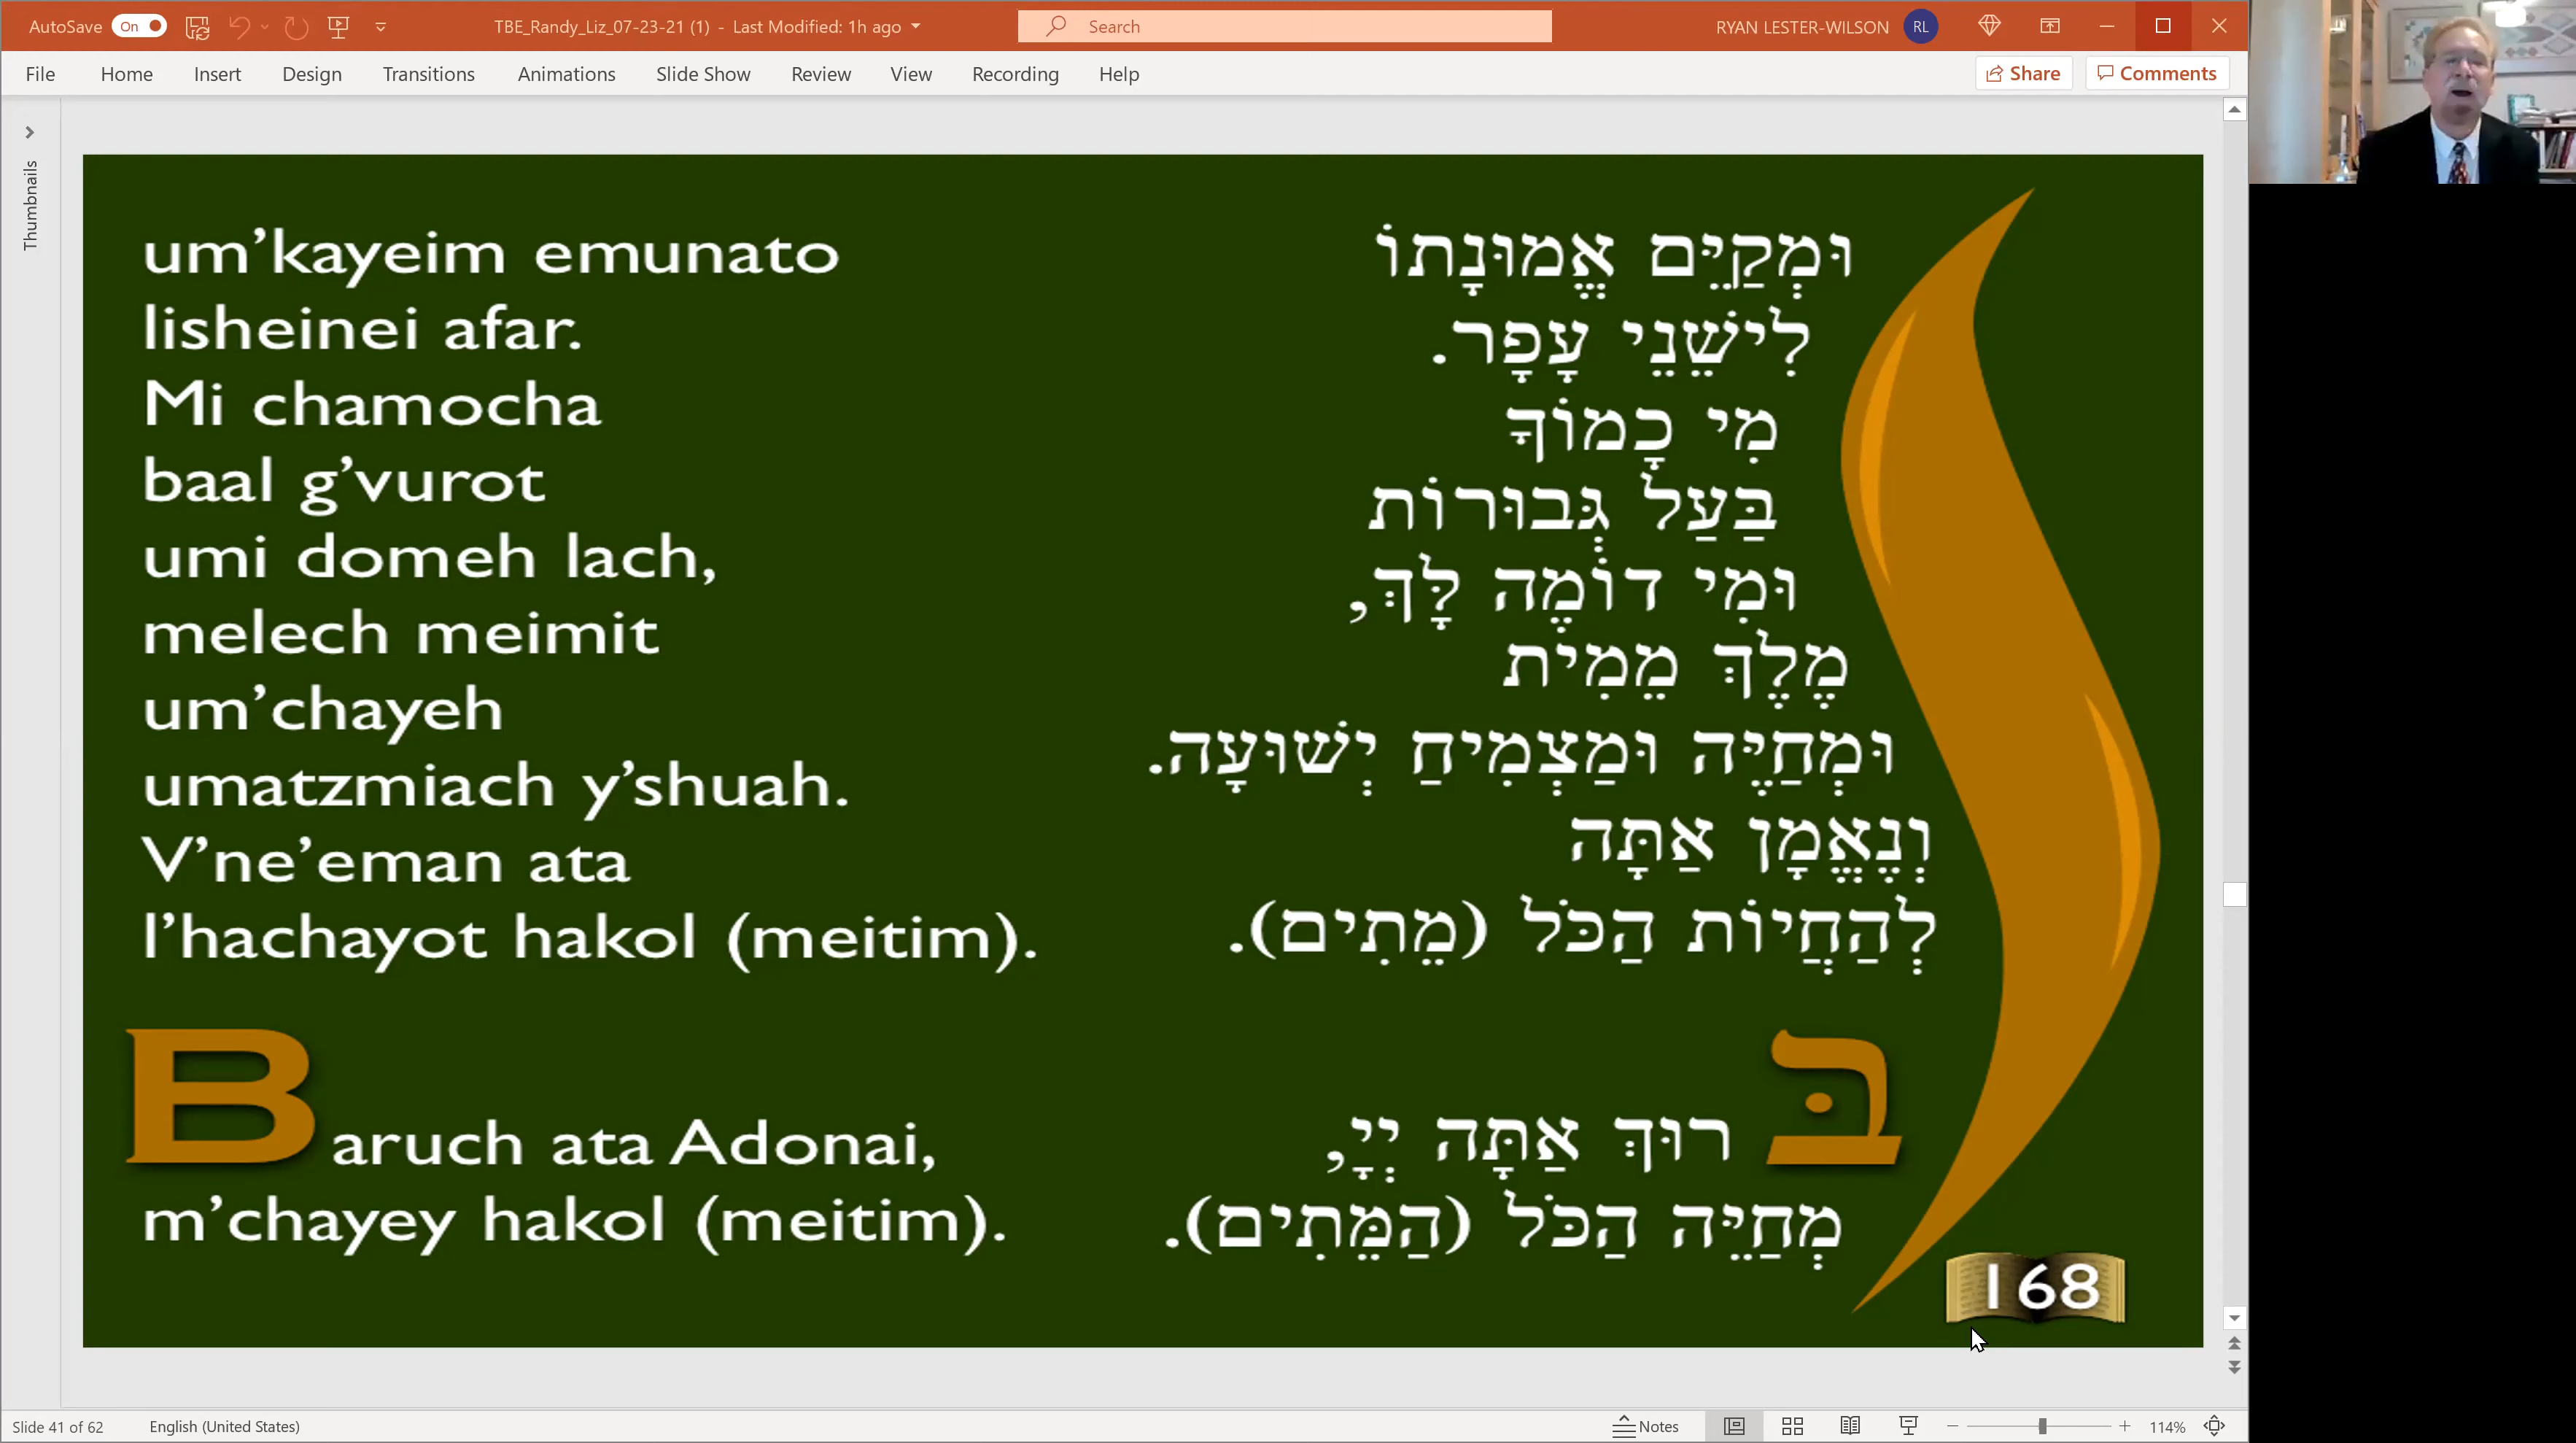 AutoSave On TBE_Randy_Liz_07-23-21 (1) - Last Modified: 1h ago Search RYAN LESTER-WILSON RL
File Home Insert Design Transitions Animations Slide Show Review View Recording Help Share Comments
Thumbnails
um’kayeim emunato
lisheinei afar.
Mi chamocha
baal g’vurot
umi domeh lach,
melech meimit
um’chayeh
umatzmiach y’shuah.
V’ne’eman ata
l’hachayot hakol (meitim).
Baruch ata Adonai,
m’chayey hakol (meitim).
וּמְקַיֵּם אֱמוּנָתוֹ
לִישֵׁנֵי עָפָר.
מִי כָמוֹךָ
בַּעַל גְּבוּרוֹת
וּמִי דוֹמֶה לָּךְ,
מֶלֶךְ מֵמִית
וּמְחַיֶּה וּמַצְמִיחַ יְשׁוּעָה.
וְנֶאֱמָן אַתָּה
לְהַחֲיוֹת הַכֹּל (מֵתִים).
בָּרוּךְ אַתָּה יְיָ,
מְחַיֵּה הַכֹּל (הַמֵּתִים).
168
Slide 41 of 62 English (United States) Notes 114%